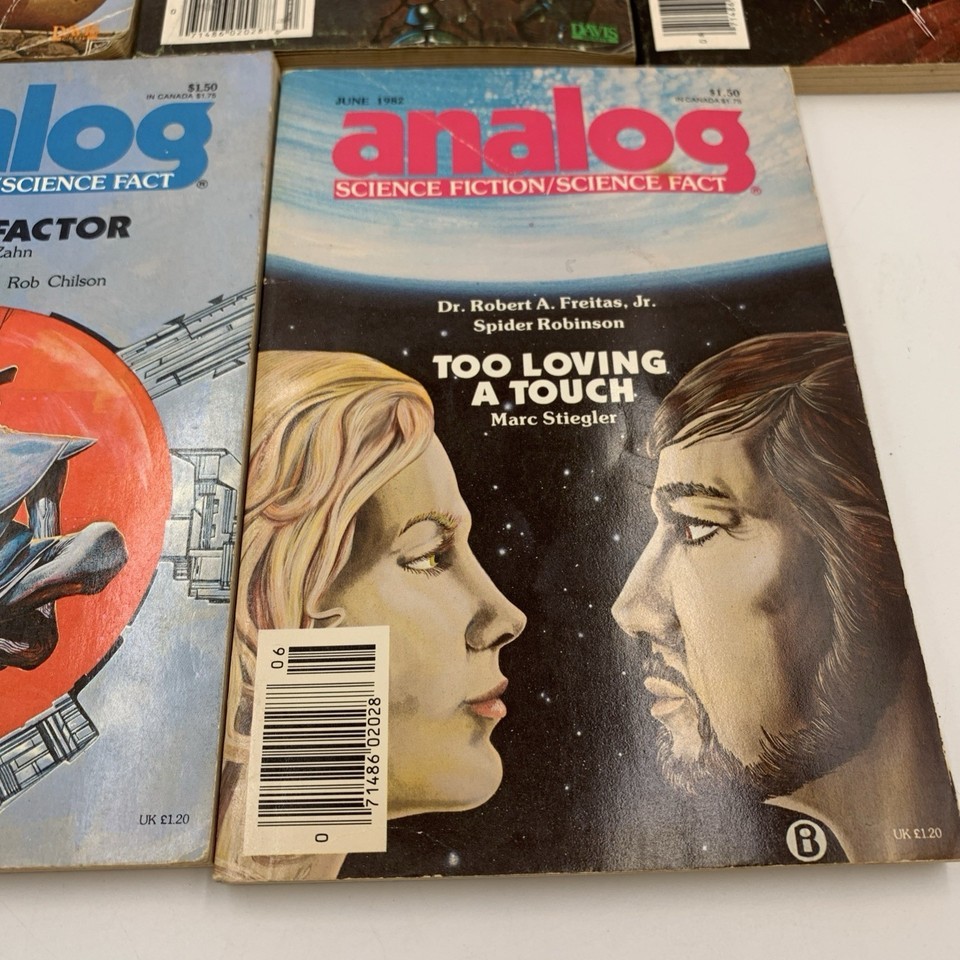 71486 02028
DAVIS
$1.50
IN CANADA $1.75
alog
/SCIENCE FACT
®
FACTOR
Zahn
Rob Chilson
UK £1.20
JUNE 1982
$1.50
IN CANADA $1.75
analog
SCIENCE FICTION/SCIENCE FACT
®
Dr. Robert A. Freitas, Jr.
Spider Robinson
TOO LOVING
A TOUCH
Marc Stiegler
06
0
71486 02028
B
UK £1.20